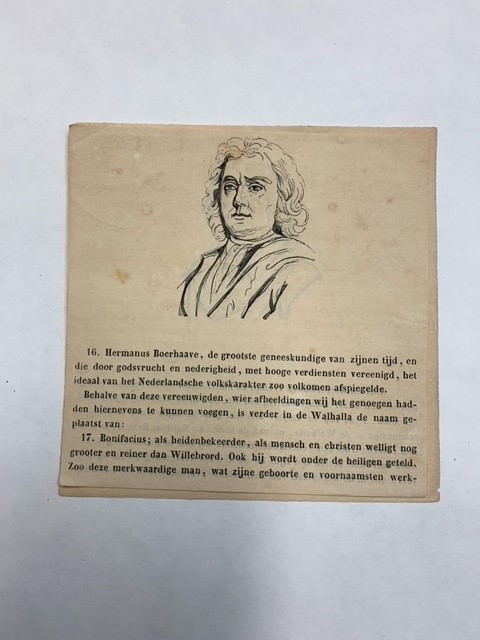 16. Hermanus Boerhaave, de grootste geneeskundige van zijnen tijd, en
die door godsvrucht en nederigheid, met hooge verdiensten vereenigd, het
ideaal van het Nederlandsche volkskarakter zoo volkomen afspiegelde.
Behalve van deze vereeuwigden, wier afbeeldingen wij het genoegen had-
den hiernevens te kunnen voegen, is verder in de Walhalla de naam ge-
plaatst van:
17. Bonifacius; als heidenbekeerder, als mensch en christen welligt nog
grooter en reiner dan Willebrord. Ook hij wordt onder de heiligen geteld.
Zoo deze merkwaardige man, wat zijne geboorte en voornaamsten werk-